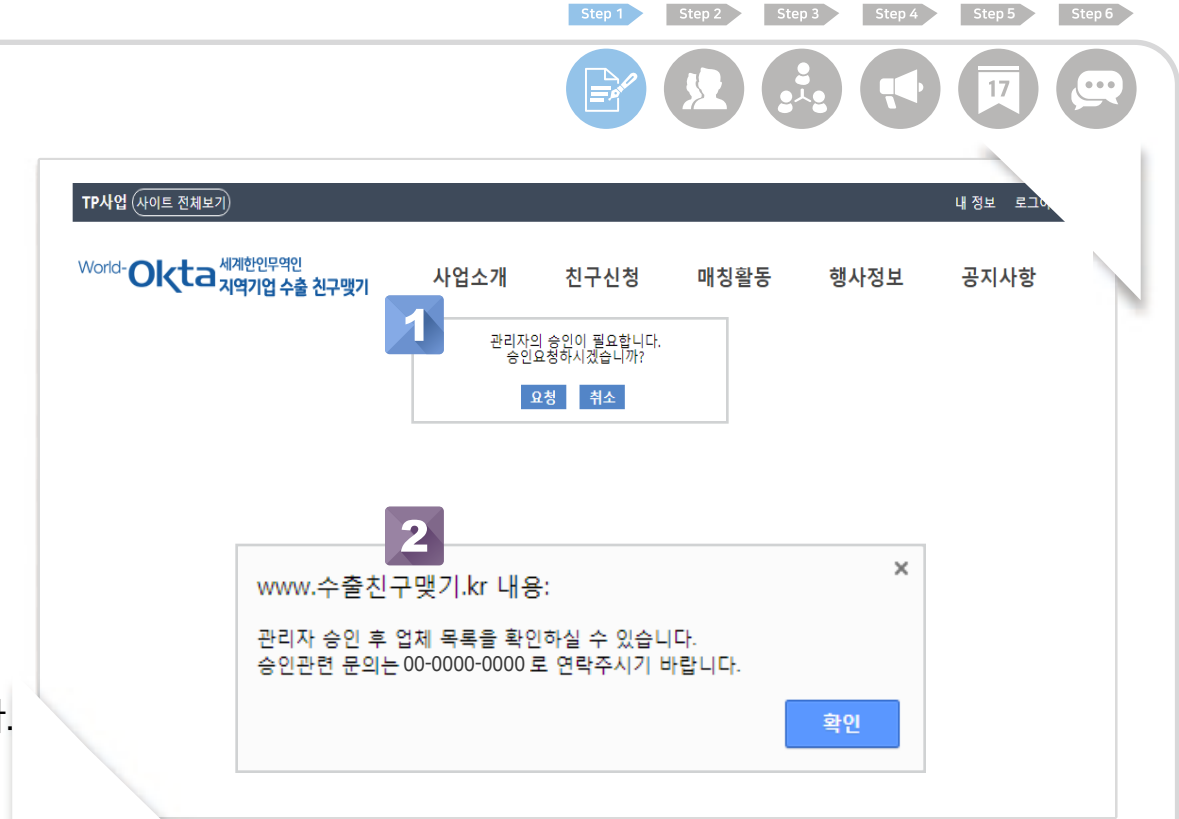 Step 1 Step 2 Step 3 Step 4 Step 5 Step 6
17
TP사업 사이트 전체보기 내 정보
World-Okta 세계한인무역인
지역기업 수출 친구맺기
사업소개 친구신청 매칭활동 행사정보 공지사항
1
관리자의 승인이 필요합니다.
승인요청하시겠습니까?
요청 취소
2
www.수출친구맺기.kr 내용:
관리자 승인 후 업체 목록을 확인하실 수 있습니다.
승인관련 문의는 00-0000-0000 로 연락주시기 바랍니다.
확인